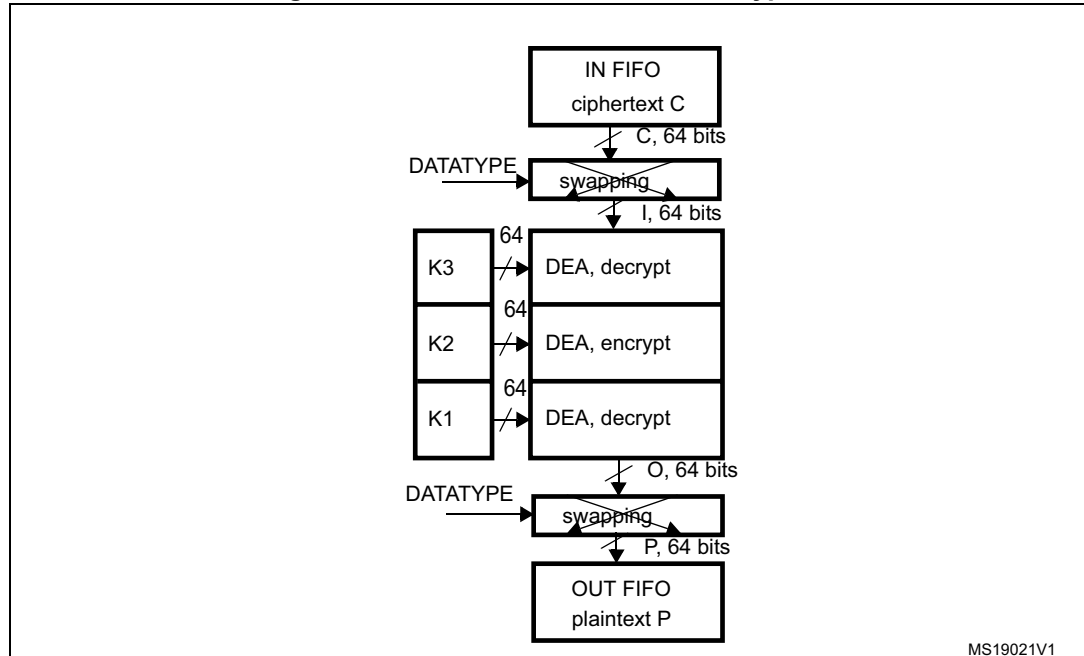 IN FIFO
ciphertext C
C, 64 bits
DATATYPE
swapping
I, 64 bits
64
K3
DEA, decrypt
64
K2
DEA, encrypt
64
K1
DEA, decrypt
O, 64 bits
DATATYPE
swapping
P, 64 bits
OUT FIFO
plaintext P
MS19021V1